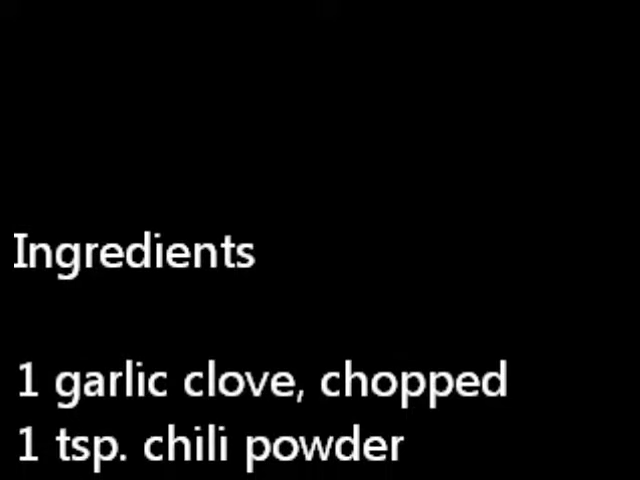 Ingredients
1 garlic clove, chopped
1 tsp. chili powder